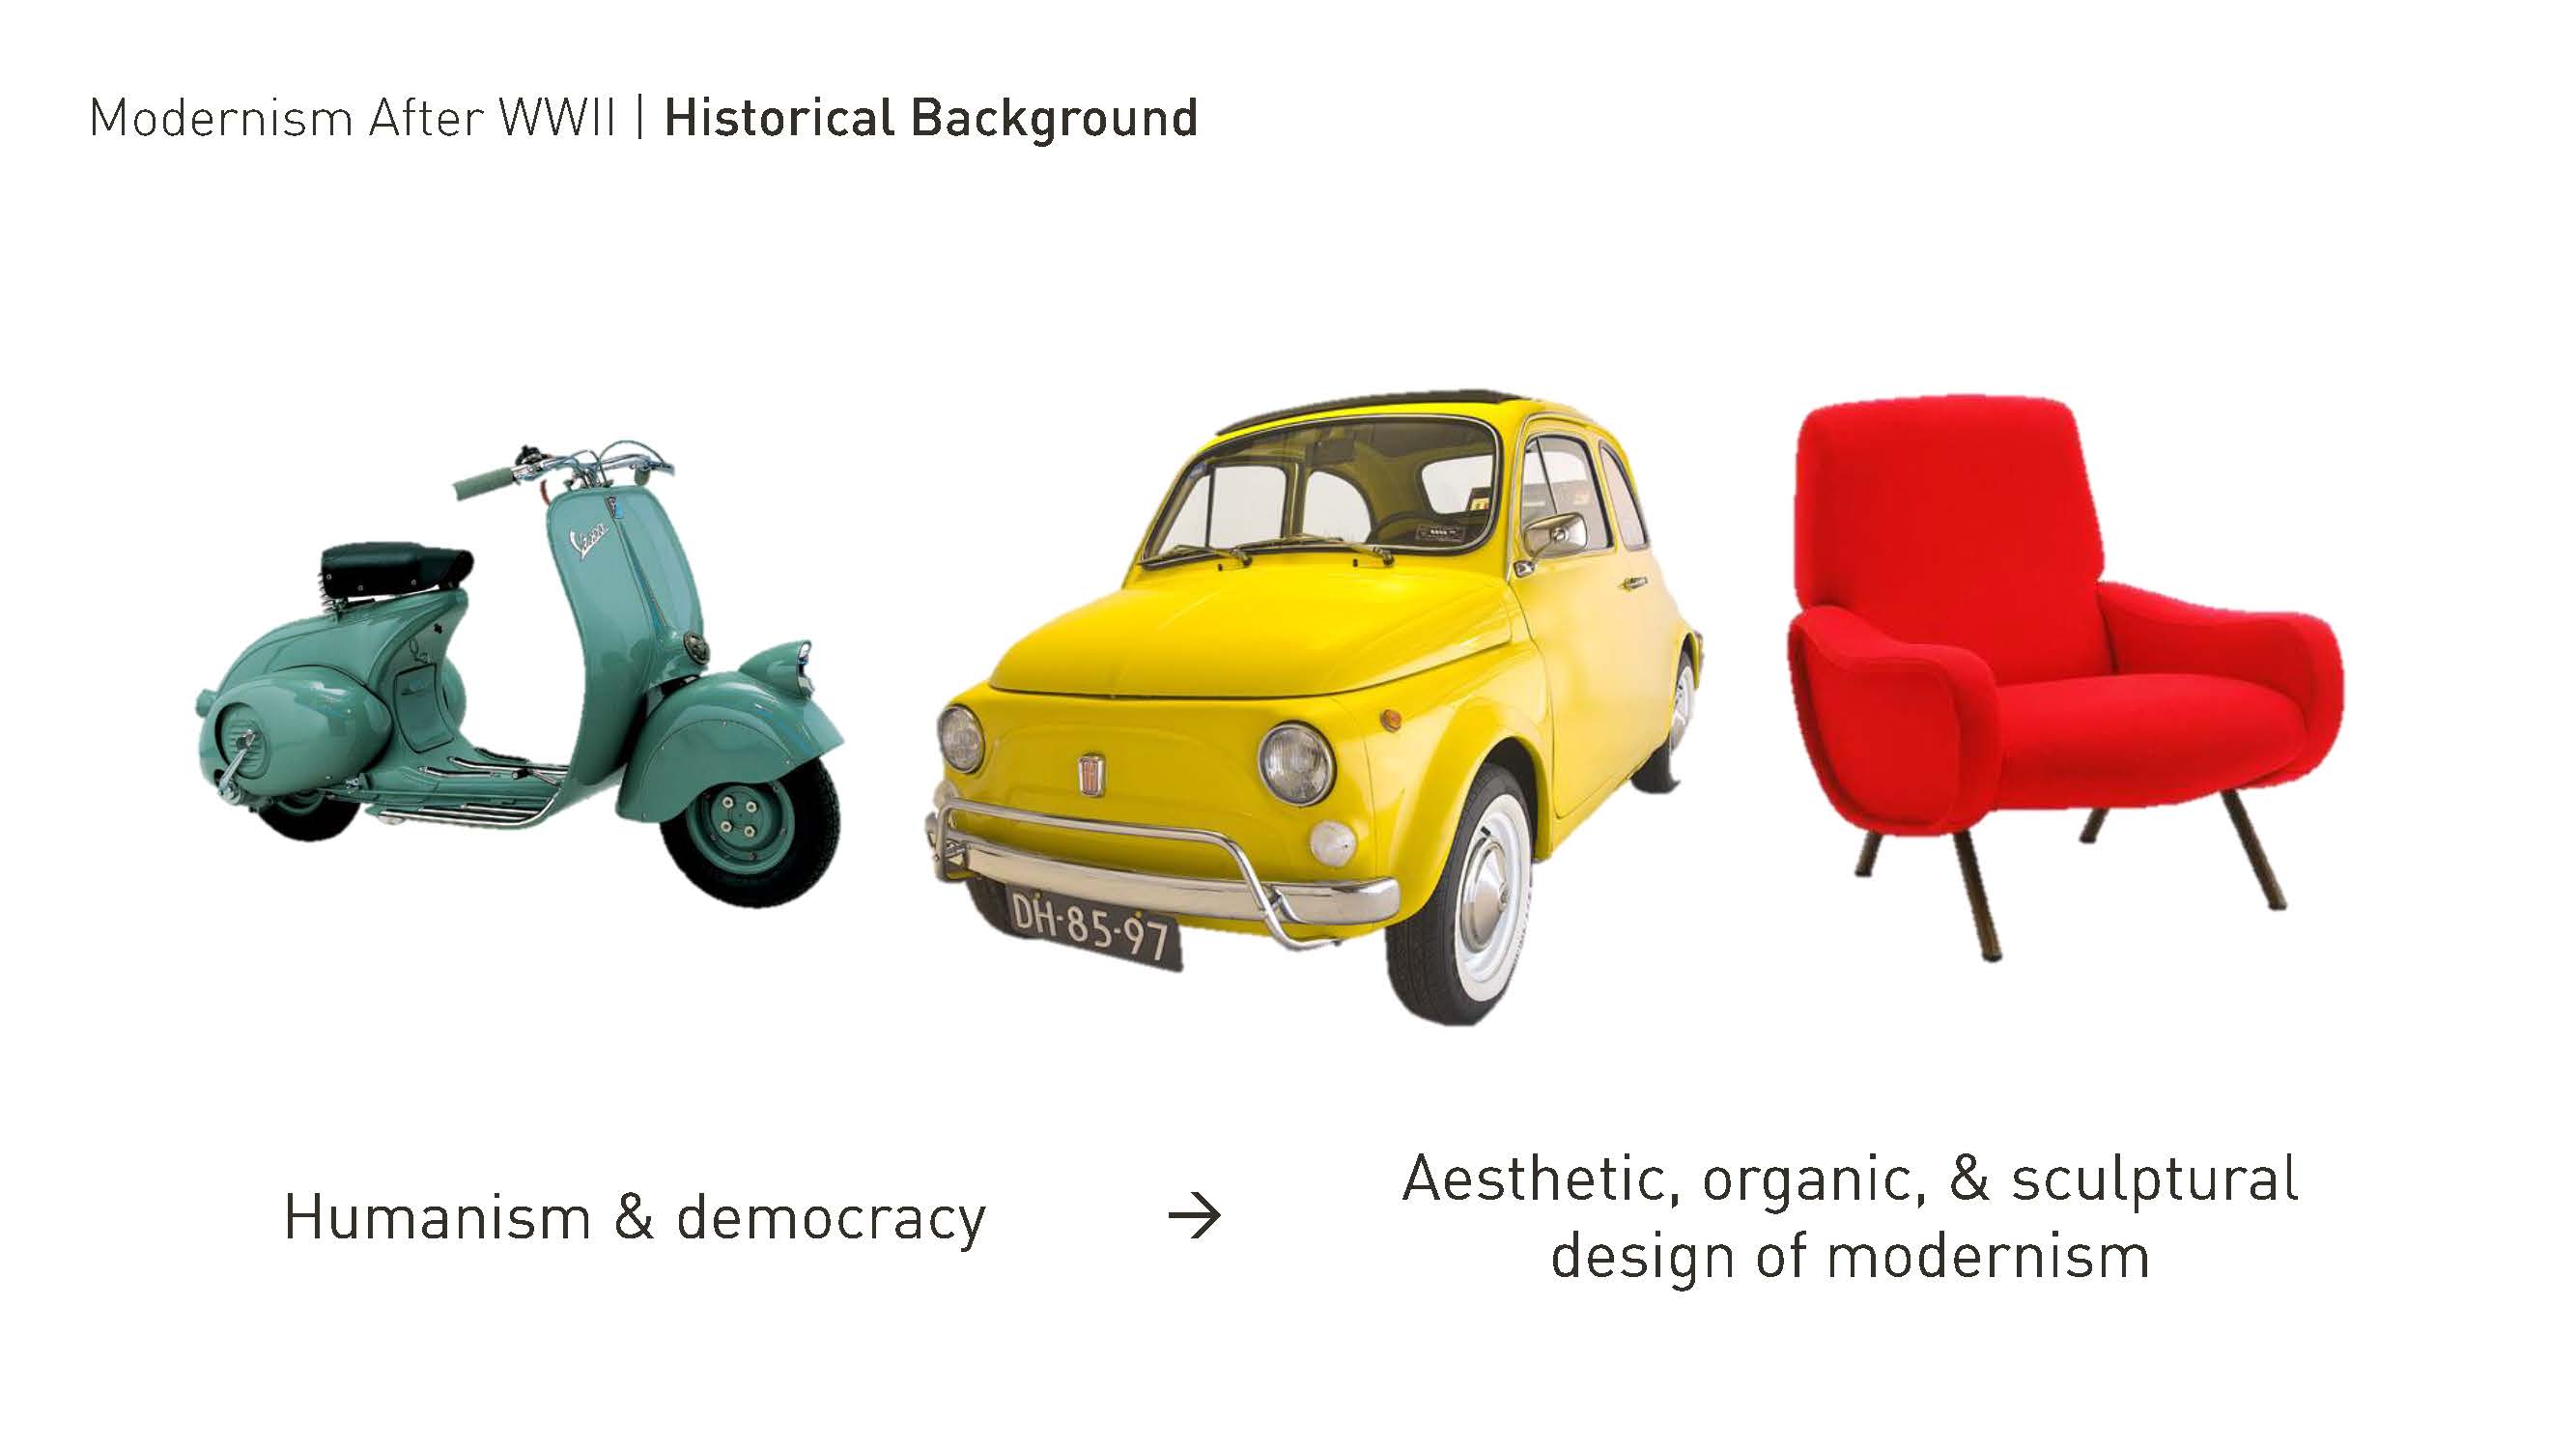 Modernism After WWII | Historical Background
Vespa
DH-85-97
Humanism & democracy → Aesthetic, organic, & sculptural
design of modernism